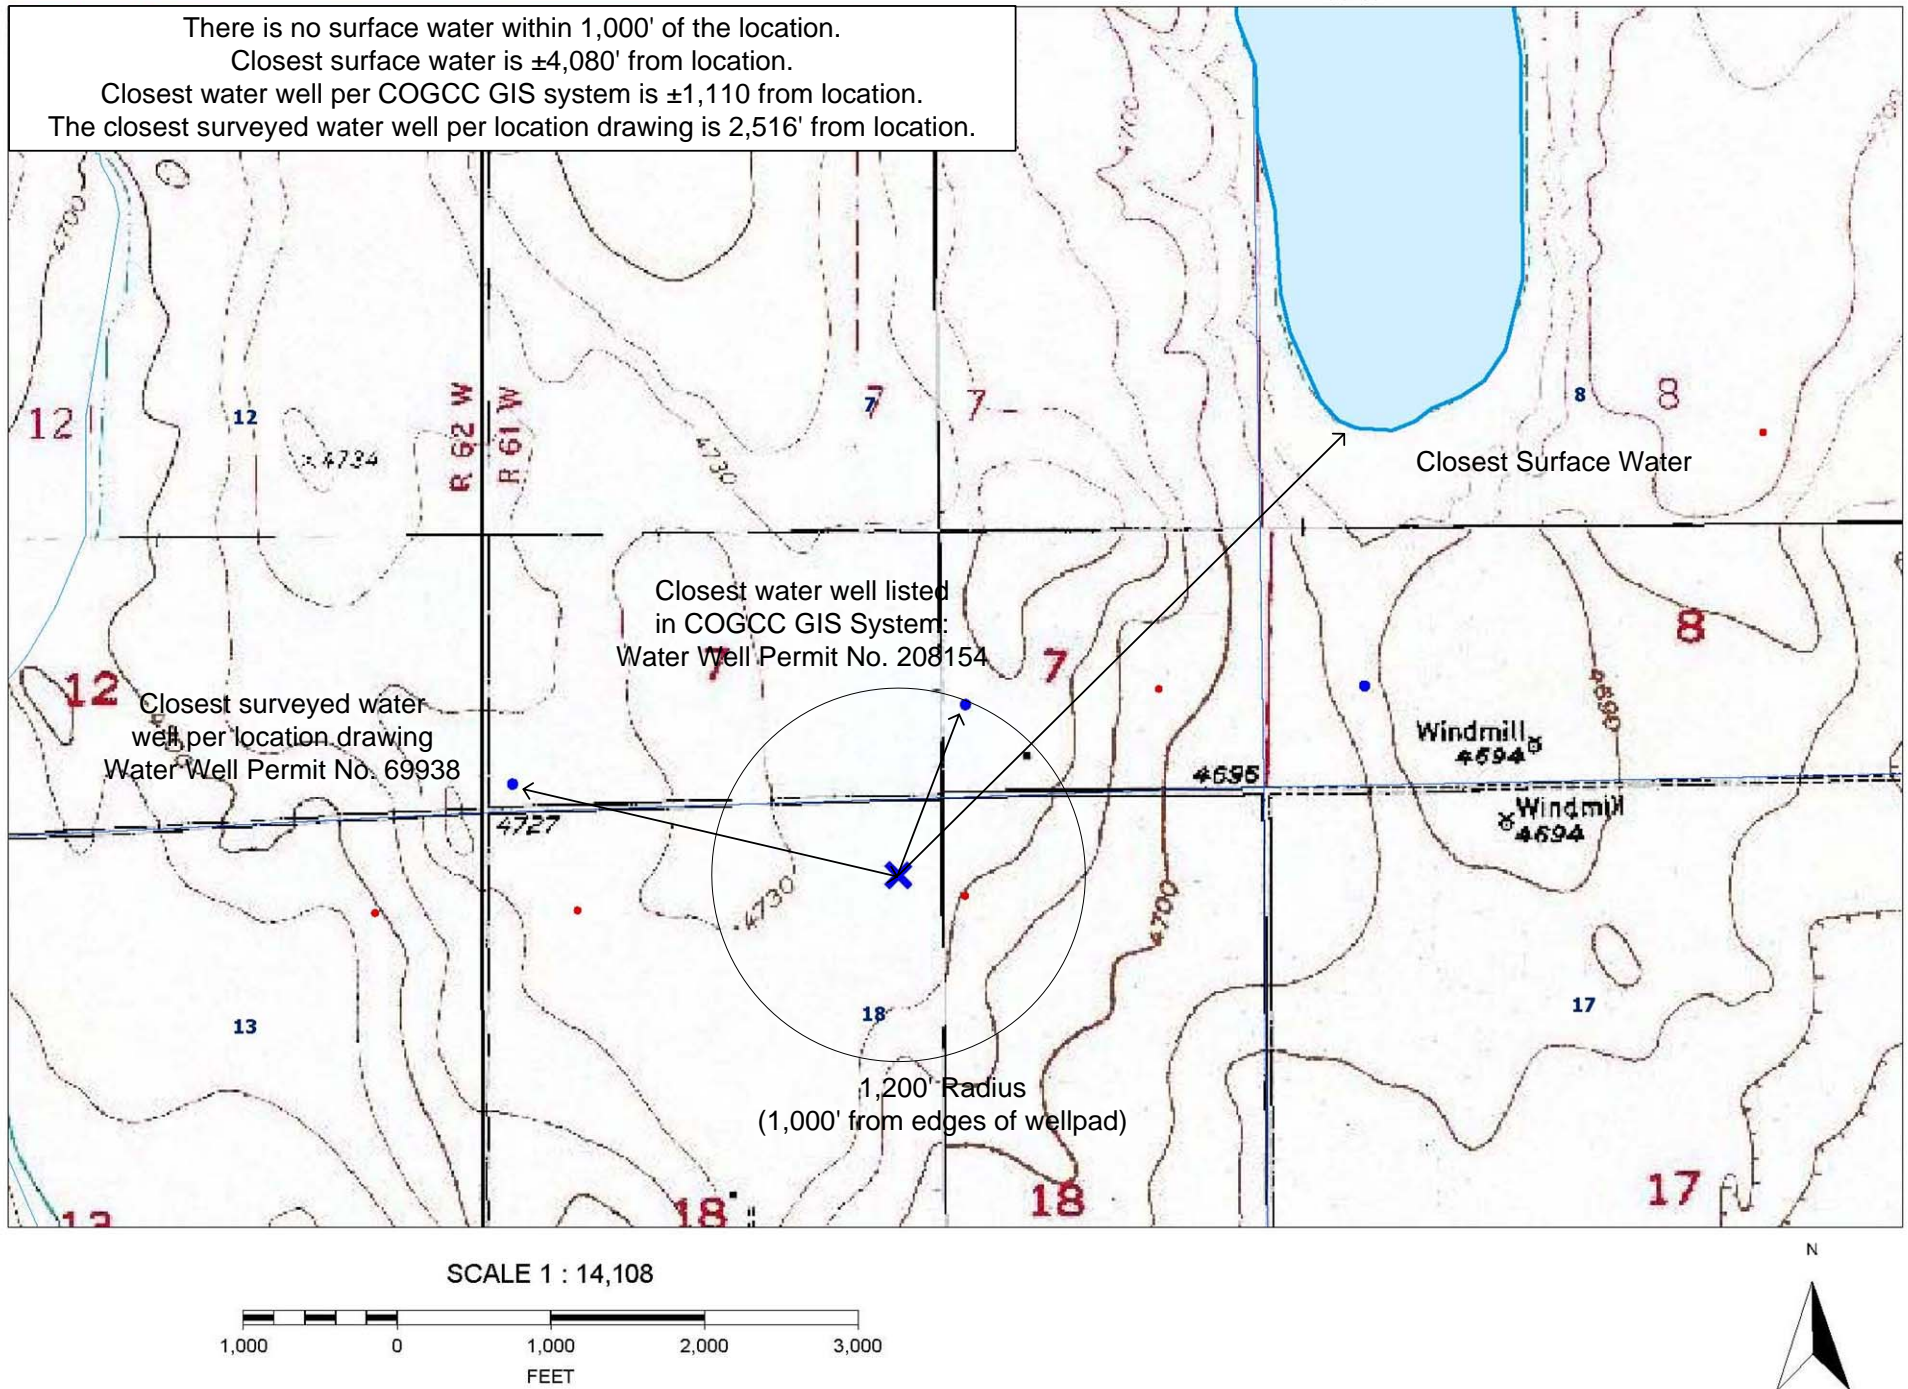 There is no surface water within 1,000' of the location.
Closest surface water is ±4,080' from location.
Closest water well per COGCC GIS system is ±1,110 from location.
The closest surveyed water well per location drawing is 2,516' from location.
4700
4700
12
12
4734
R 62 W
R 61 W
7
7
7
4730
8
8
Closest Surface Water
Closest water well listed
in COGCC GIS System:
Water Well Permit No. 208154
7
7
8
12
Closest surveyed water
well per location drawing
Water Well Permit No. 69938
4690
Windmill
4694
4696
Windmill
4694
4727
4730
4700
13
18
17
1,200' Radius
(1,000' from edges of wellpad)
13
18
18
17
SCALE 1 : 14,108
1,000
0
1,000
2,000
3,000
FEET
N